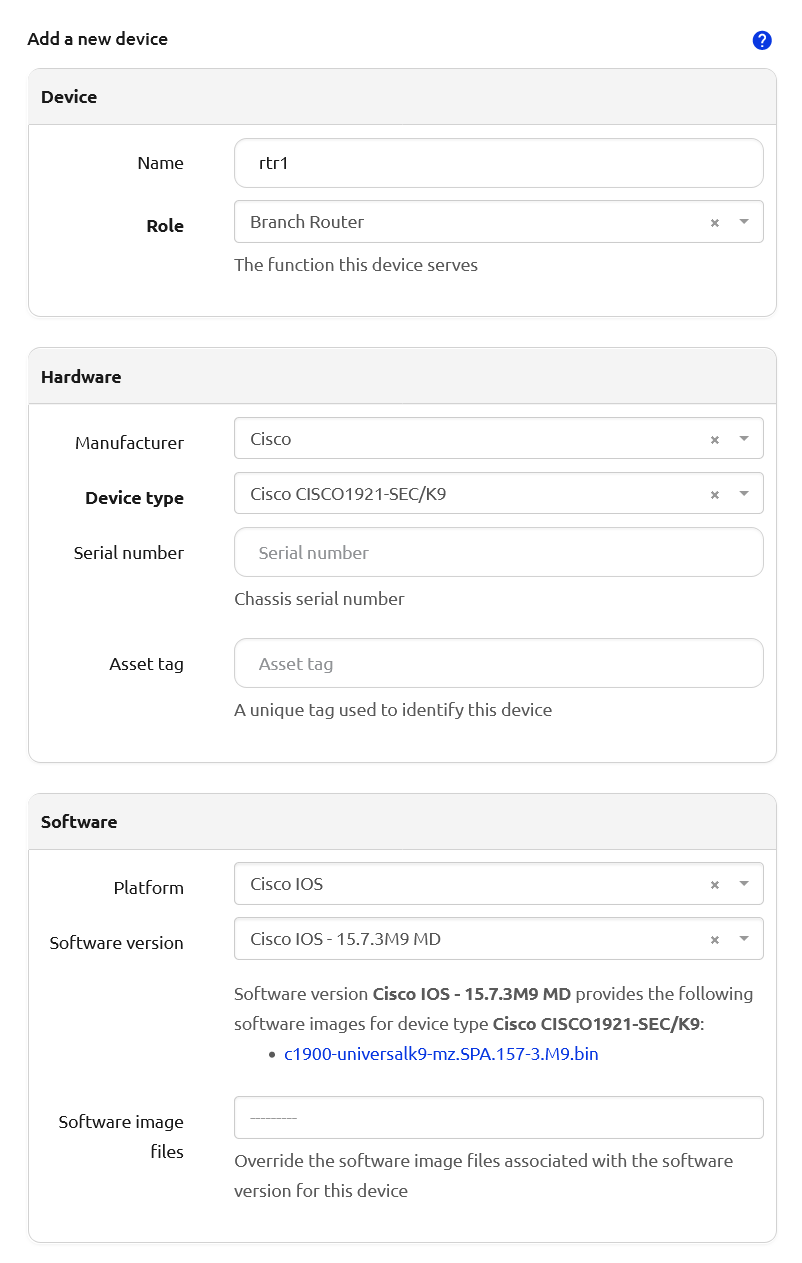 Add a new device
?
Device
Name
rtr1
Role
Branch Router
×
The function this device serves
Hardware
Manufacturer
Cisco
×
Device type
Cisco CISCO1921-SEC/K9
×
Serial number
Serial number
Chassis serial number
Asset tag
Asset tag
A unique tag used to identify this device
Software
Platform
Cisco IOS
×
Software version
Cisco IOS - 15.7.3M9 MD
×
Software version Cisco IOS - 15.7.3M9 MD provides the following
software images for device type Cisco CISCO1921-SEC/K9:
• c1900-universalk9-mz.SPA.157-3.M9.bin
Software image
files
---------
Override the software image files associated with the software
version for this device